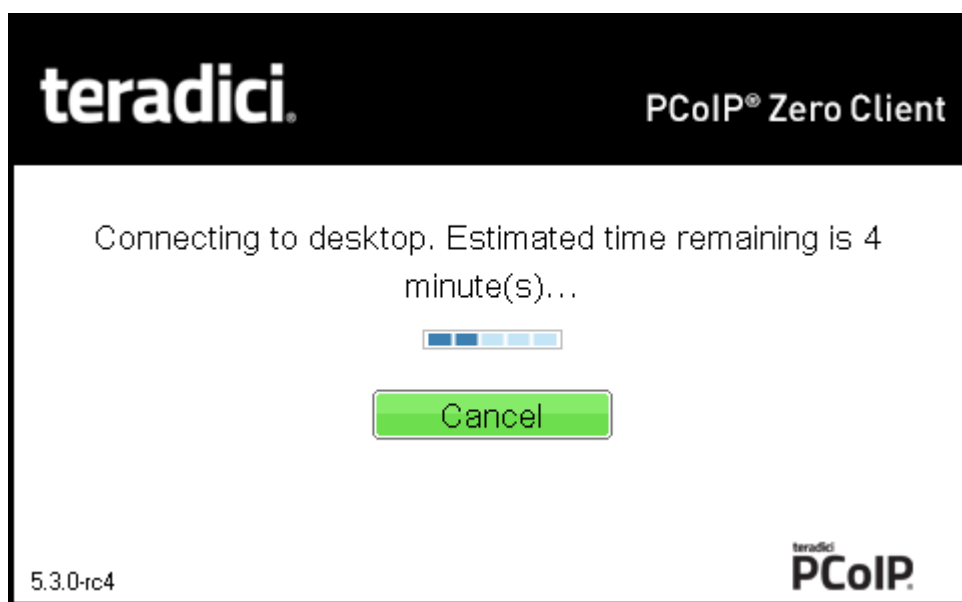 teradici.
PCoIP® Zero Client
Connecting to desktop. Estimated time remaining is 4
minute(s)...
Cancel
5.3.0-rc4
teradici
PCoIP.